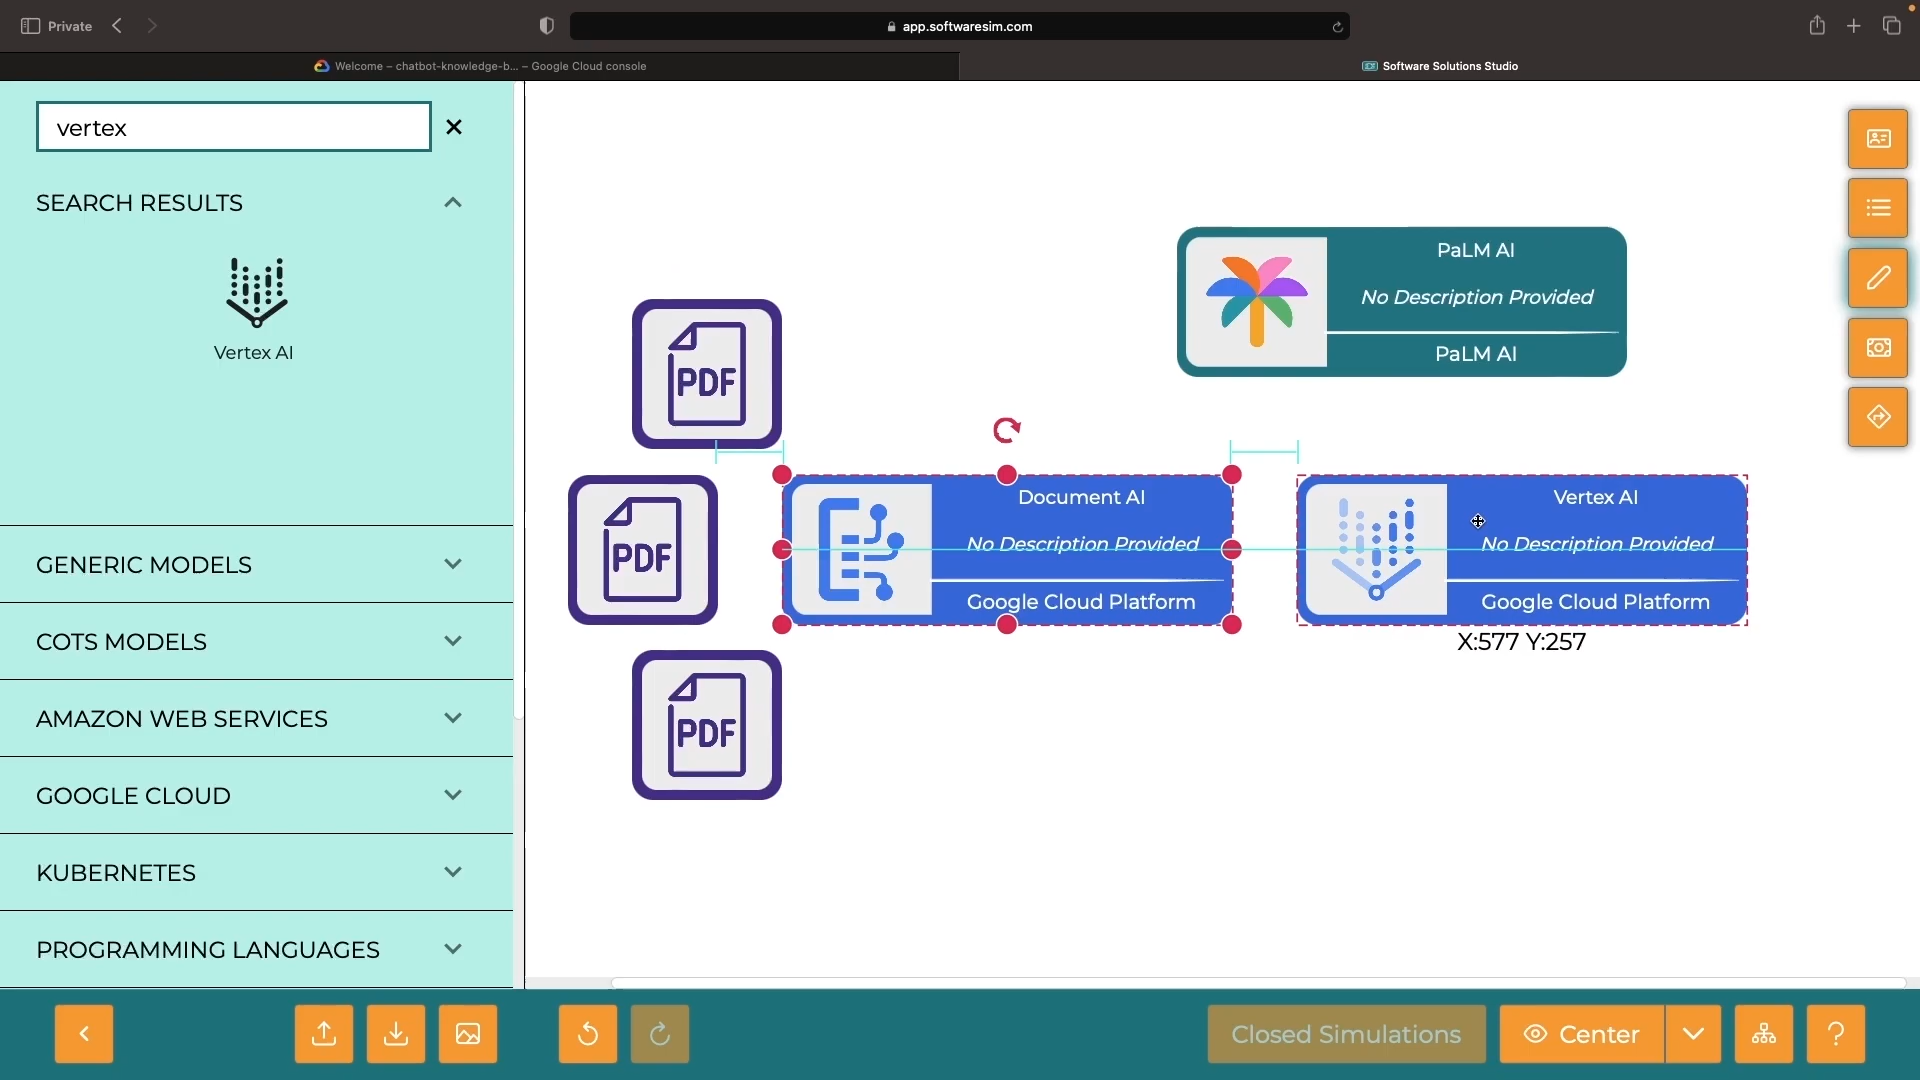 Private
app.softwaresim.com
Welcome – chatbot-knowledge-b... – Google Cloud console
Software Solutions Studio
vertex
SEARCH RESULTS
Vertex AI
GENERIC MODELS
COTS MODELS
AMAZON WEB SERVICES
GOOGLE CLOUD
KUBERNETES
PROGRAMMING LANGUAGES
PaLM AI
No Description Provided
PaLM AI
PDF
PDF
PDF
Document AI
No Description Provided
Google Cloud Platform
Vertex AI
No Description Provided
Google Cloud Platform
X:577 Y:257
Closed Simulations
Center
?